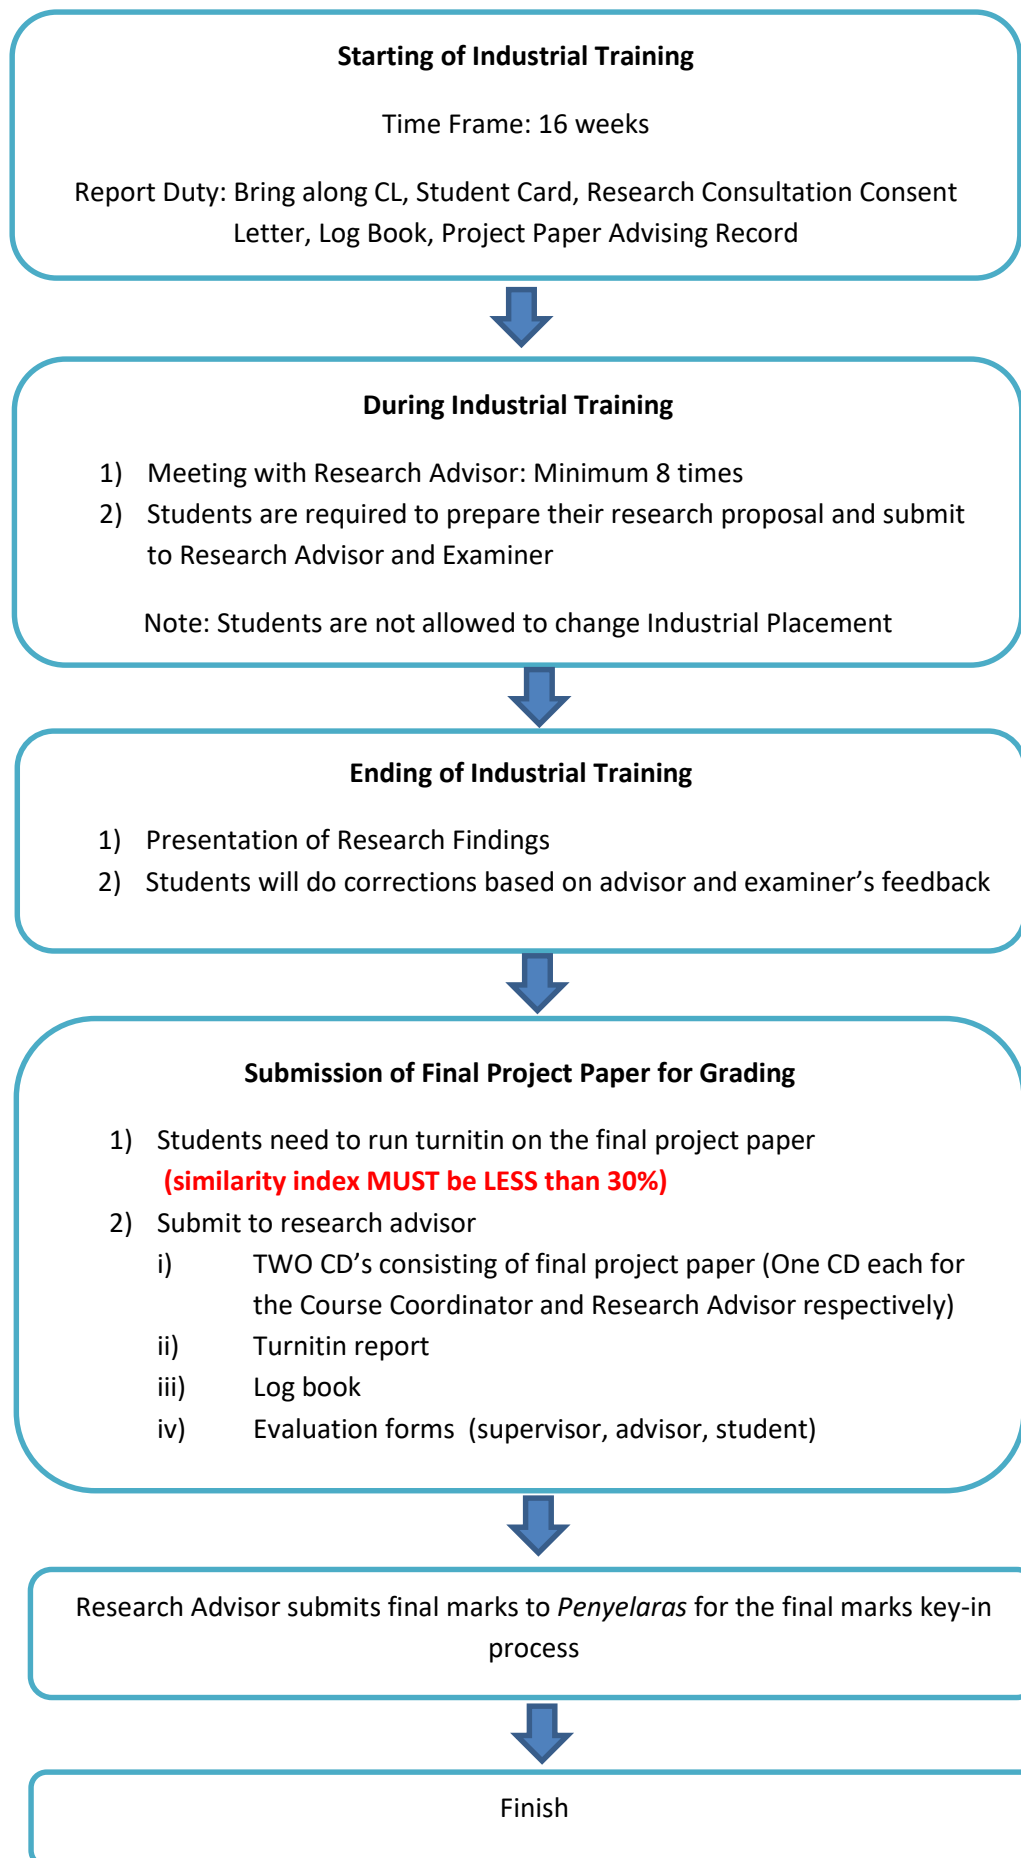 Starting of Industrial Training
Time Frame: 16 weeks
Report Duty: Bring along CL, Student Card, Research Consultation Consent
Letter, Log Book, Project Paper Advising Record
During Industrial Training
1) Meeting with Research Advisor: Minimum 8 times
2) Students are required to prepare their research proposal and submit
to Research Advisor and Examiner
Note: Students are not allowed to change Industrial Placement
Ending of Industrial Training
1) Presentation of Research Findings
2) Students will do corrections based on advisor and examiner’s feedback
Submission of Final Project Paper for Grading
1) Students need to run turnitin on the final project paper
(similarity index MUST be LESS than 30%)
2) Submit to research advisor
i) TWO CD’s consisting of final project paper (One CD each for
the Course Coordinator and Research Advisor respectively)
ii) Turnitin report
iii) Log book
iv) Evaluation forms (supervisor, advisor, student)
Research Advisor submits final marks to Penyelaras for the final marks key-in
process
Finish